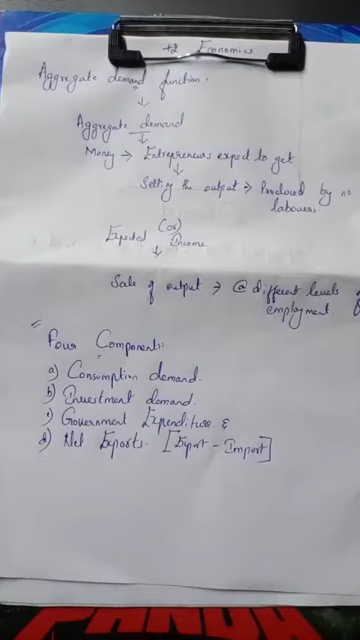 +2 Economics
Aggregate demand function:
↓
Aggregate demand
↓
Money → Entrepreneurs expect to get
↓
Selling the output → Produced by no
labourers.
(or)
Expected Income
↓
Sale of output → @ different levels of
employment.
Four Components:
a) Consumption demand.
b) Investment demand.
c) Government Expenditure &
d) Net Exports. [Export - Import]
PANDU